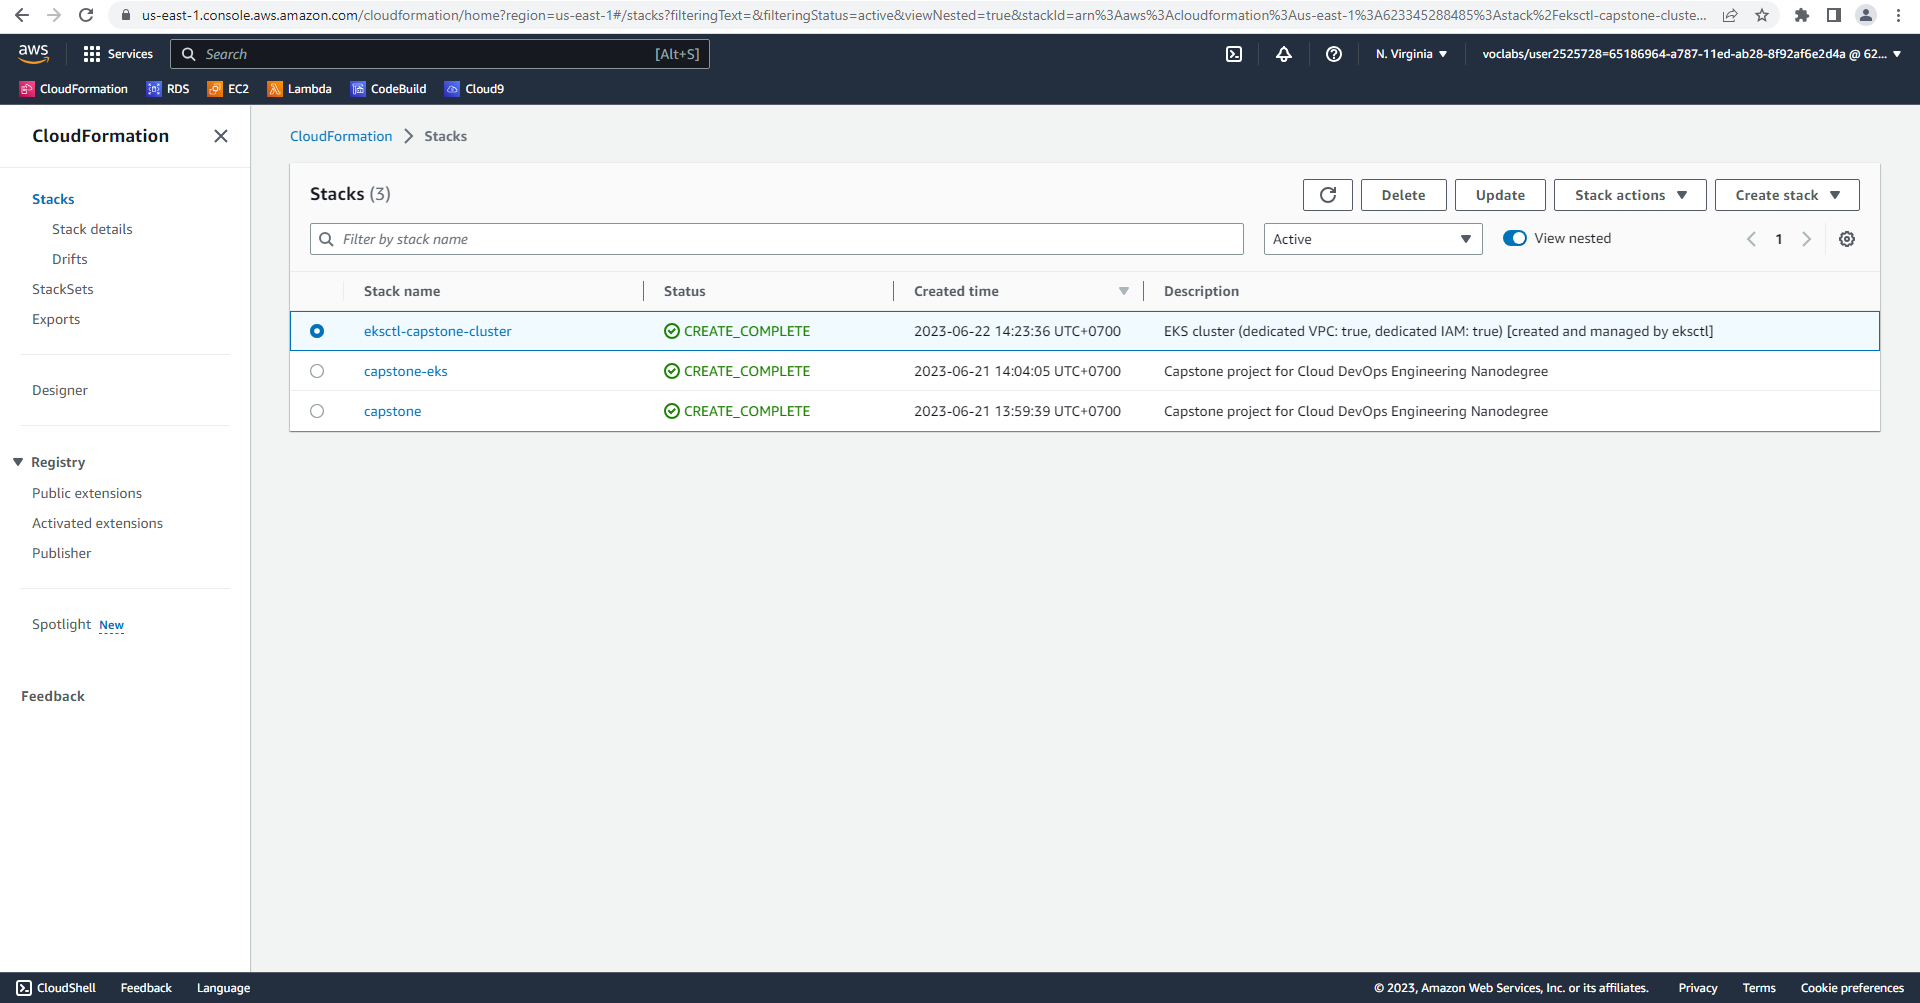 us-east-1.console.aws.amazon.com/cloudformation/home?region=us-east-1#/stacks?filteringText=&filteringStatus=active&viewNested=true&stackId=arn%3Aaws%3Acloudformation%3Aus-east-1%3A623345288485%3Astack%2Feksctl-capstone-cluste...
aws Services Search [Alt+S] N. Virginia voclabs/user2525728=65186964-a787-11ed-ab28-8f92af6e2d4a @ 62...
CloudFormation RDS EC2 Lambda CodeBuild Cloud9
CloudFormation
Stacks
Stack details
Drifts
StackSets
Exports
Designer
Registry
Public extensions
Activated extensions
Publisher
Spotlight New
Feedback
CloudFormation Stacks
Stacks (3) Delete Update Stack actions Create stack
Filter by stack name Active View nested 1
Stack name Status Created time Description
eksctl-capstone-cluster CREATE_COMPLETE 2023-06-22 14:23:36 UTC+0700 EKS cluster (dedicated VPC: true, dedicated IAM: true) [created and managed by eksctl]
capstone-eks CREATE_COMPLETE 2023-06-21 14:04:05 UTC+0700 Capstone project for Cloud DevOps Engineering Nanodegree
capstone CREATE_COMPLETE 2023-06-21 13:59:39 UTC+0700 Capstone project for Cloud DevOps Engineering Nanodegree
CloudShell Feedback Language © 2023, Amazon Web Services, Inc. or its affiliates. Privacy Terms Cookie preferences